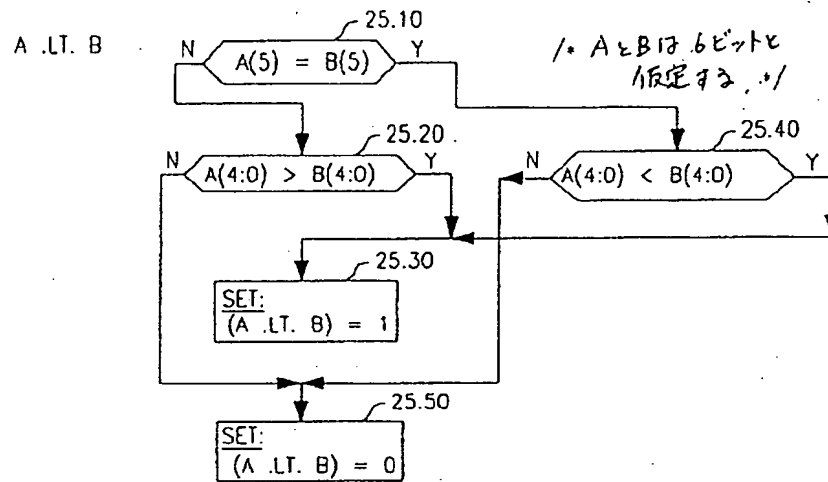 25.10
A .LT. B
N
A(5) = B(5)
Y
/* AとBは6ビットと
仮定する. */
25.20
N
A(4:0) > B(4:0)
Y
25.40
N
A(4:0) < B(4:0)
Y
25.30
SET:
(A .LT. B) = 1
25.50
SET:
(A .LT. B) = 0